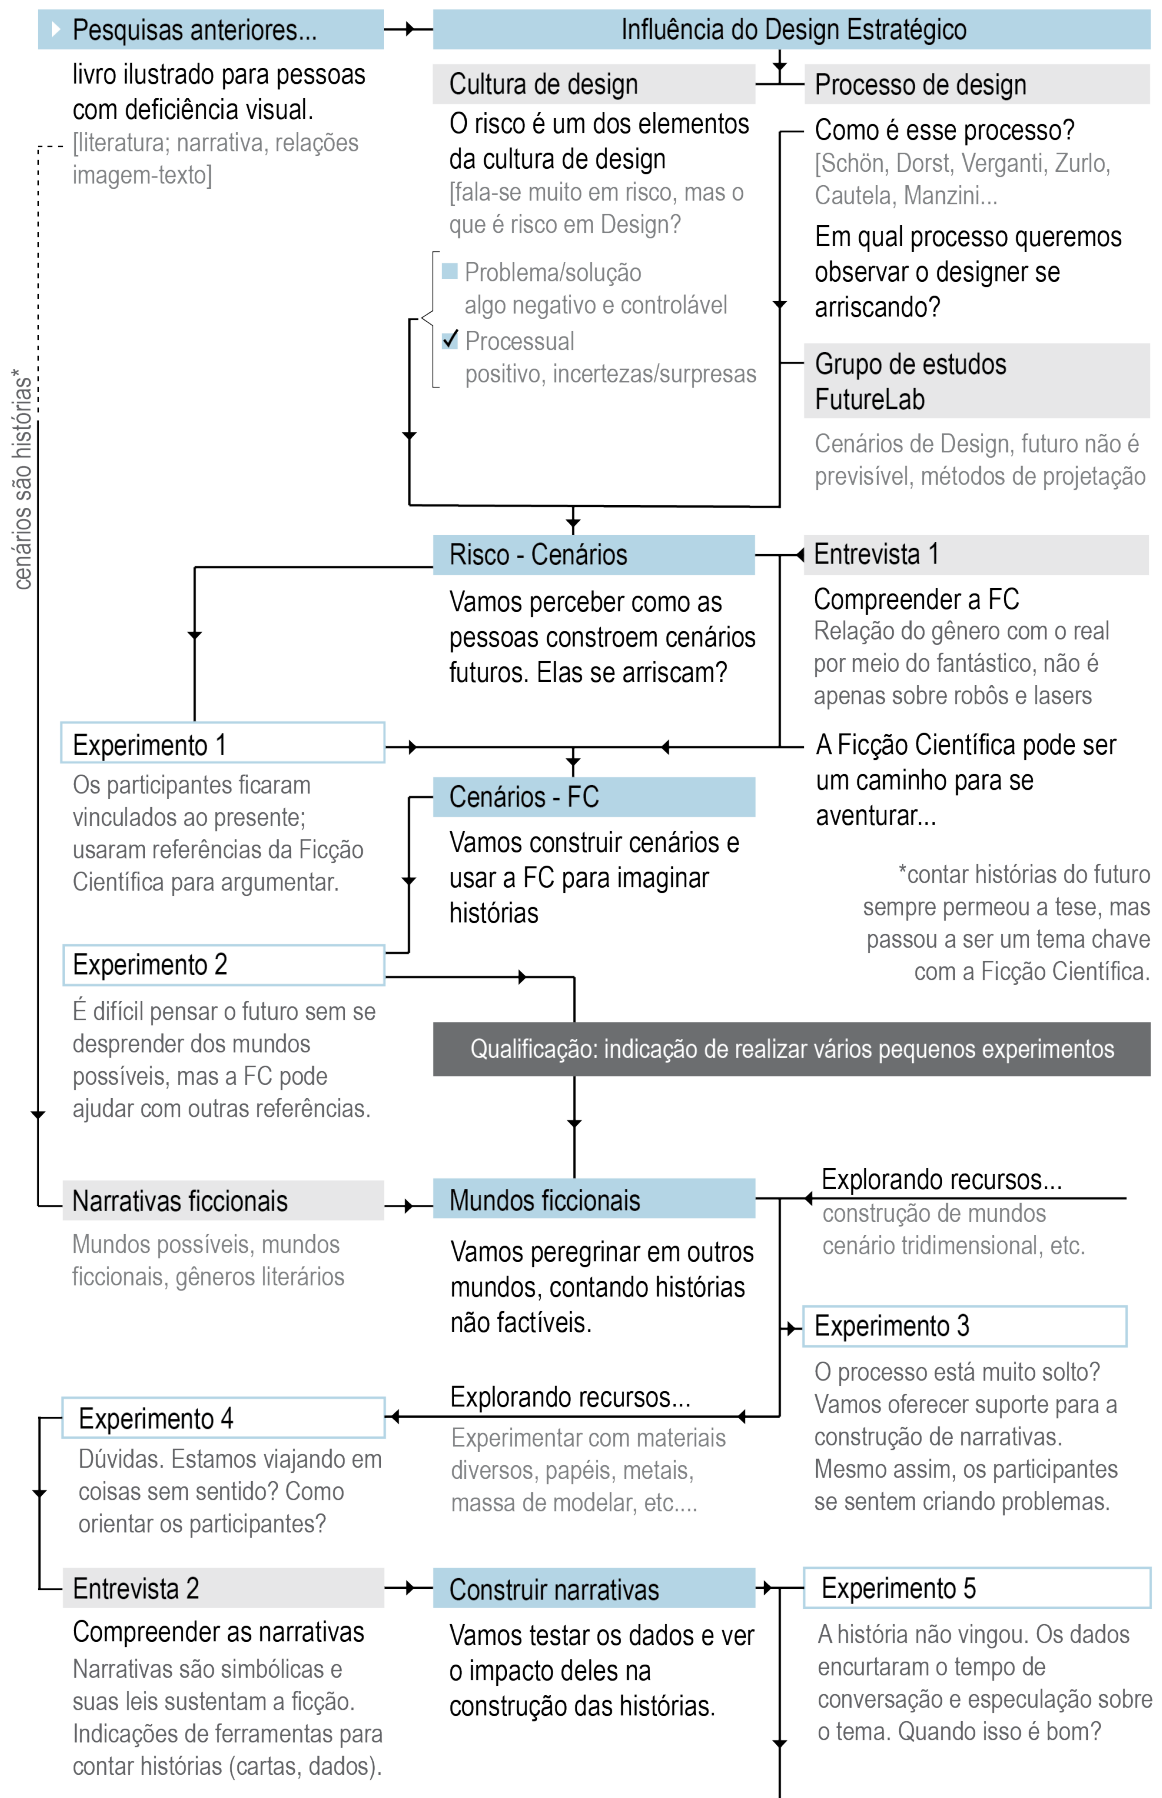 Pesquisas anteriores...
livro ilustrado para pessoas
com deficiência visual.
[literatura; narrativa, relações
imagem-texto]
Influência do Design Estratégico
Cultura de design
O risco é um dos elementos
da cultura de design
[fala-se muito em risco, mas o
que é risco em Design?
Problema/solução
algo negativo e controlável
Processual
positivo, incertezas/surpresas
Processo de design
Como é esse processo?
[Schön, Dorst, Verganti, Zurlo,
Cautela, Manzini...
Em qual processo queremos
observar o designer se
arriscando?
Grupo de estudos
FutureLab
Cenários de Design, futuro não é
previsível, métodos de projetação
cenários são histórias*
Risco - Cenários
Vamos perceber como as
pessoas constroem cenários
futuros. Elas se arriscam?
Entrevista 1
Compreender a FC
Relação do gênero com o real
por meio do fantástico, não é
apenas sobre robôs e lasers
A Ficção Científica pode ser
um caminho para se
aventurar...
Experimento 1
Os participantes ficaram
vinculados ao presente;
usaram referências da Ficção
Científica para argumentar.
Cenários - FC
Vamos construir cenários e
usar a FC para imaginar
histórias
*contar histórias do futuro
sempre permeou a tese, mas
passou a ser um tema chave
com a Ficção Científica.
Experimento 2
É difícil pensar o futuro sem se
desprender dos mundos
possíveis, mas a FC pode
ajudar com outras referências.
Qualificação: indicação de realizar vários pequenos experimentos
Narrativas ficcionais
Mundos possíveis, mundos
ficcionais, gêneros literários
Mundos ficcionais
Vamos peregrinar em outros
mundos, contando histórias
não factíveis.
Explorando recursos...
construção de mundos
cenário tridimensional, etc.
Experimento 3
O processo está muito solto?
Vamos oferecer suporte para a
construção de narrativas.
Mesmo assim, os participantes
se sentem criando problemas.
Explorando recursos...
Experimentar com materiais
diversos, papéis, metais,
massa de modelar, etc....
Experimento 4
Dúvidas. Estamos viajando em
coisas sem sentido? Como
orientar os participantes?
Entrevista 2
Compreender as narrativas
Narrativas são simbólicas e
suas leis sustentam a ficção.
Indicações de ferramentas para
contar histórias (cartas, dados).
Construir narrativas
Vamos testar os dados e ver
o impacto deles na
construção das histórias.
Experimento 5
A história não vingou. Os dados
encurtaram o tempo de
conversação e especulação sobre
o tema. Quando isso é bom?